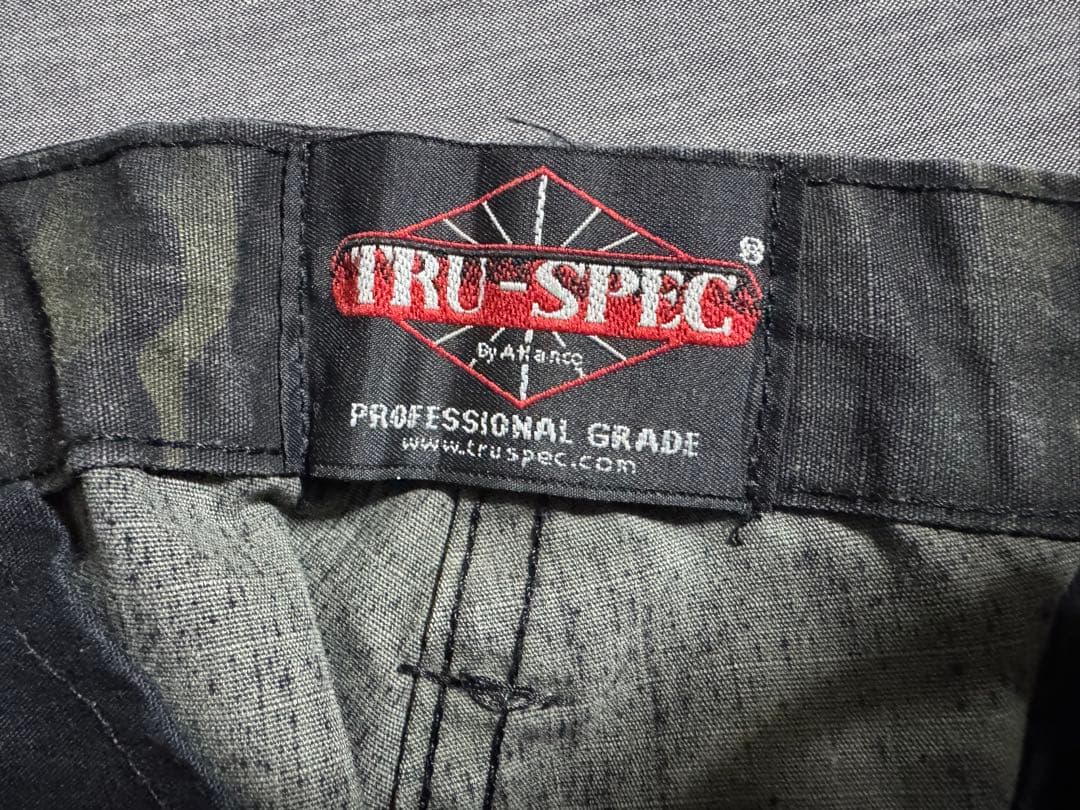 TRU-SPEC®
By Atlanco
PROFESSIONAL GRADE
www.truspec.com